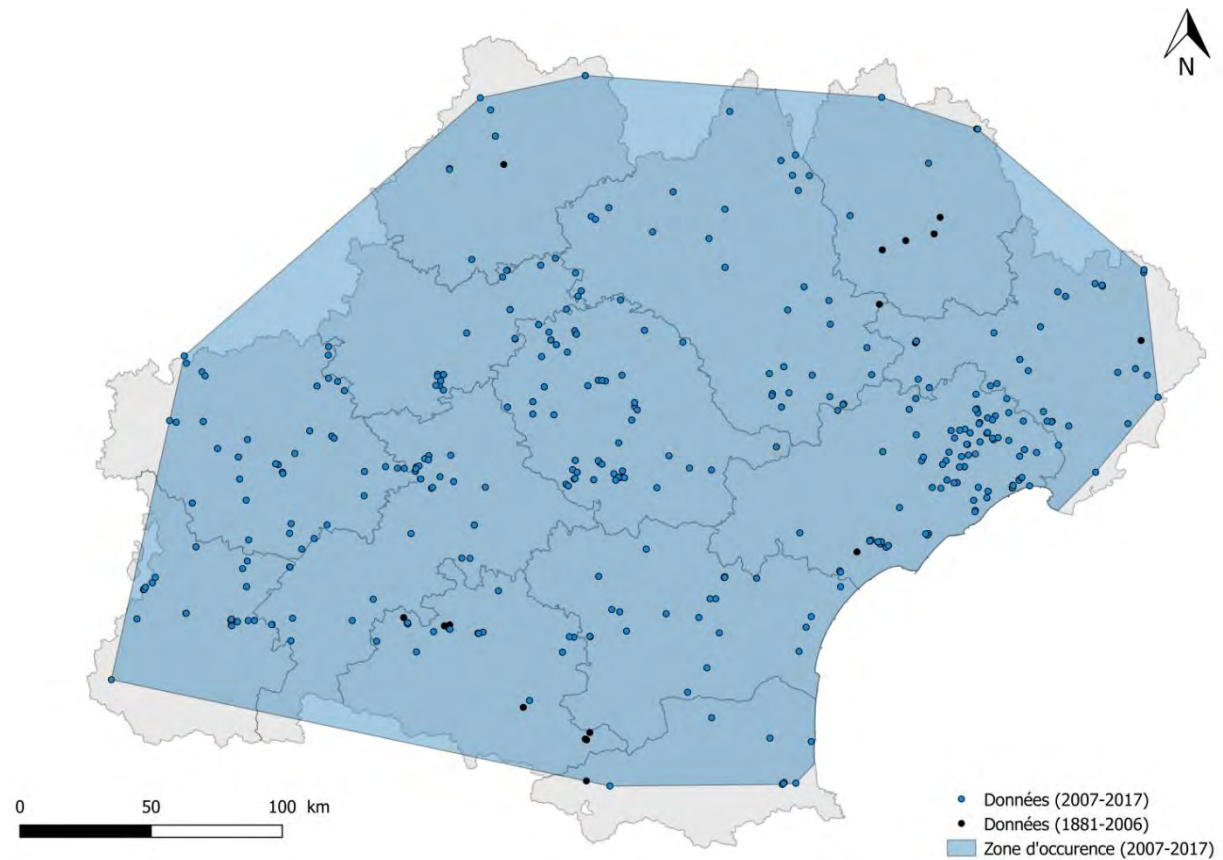 N
0 50 100 km
Données (2007-2017)
Données (1881-2006)
Zone d'occurence (2007-2017)